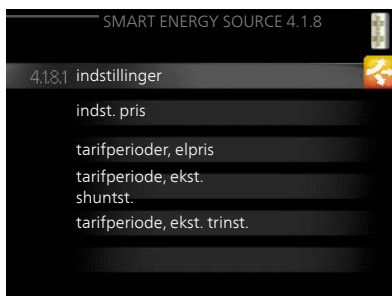 SMART ENERGY SOURCE 4.1.8
4.1.8.1 indstillinger
indst. pris
tarifperioder, elpris
tarifperiode, ekst.
shuntst.
tarifperiode, ekst. trinst.